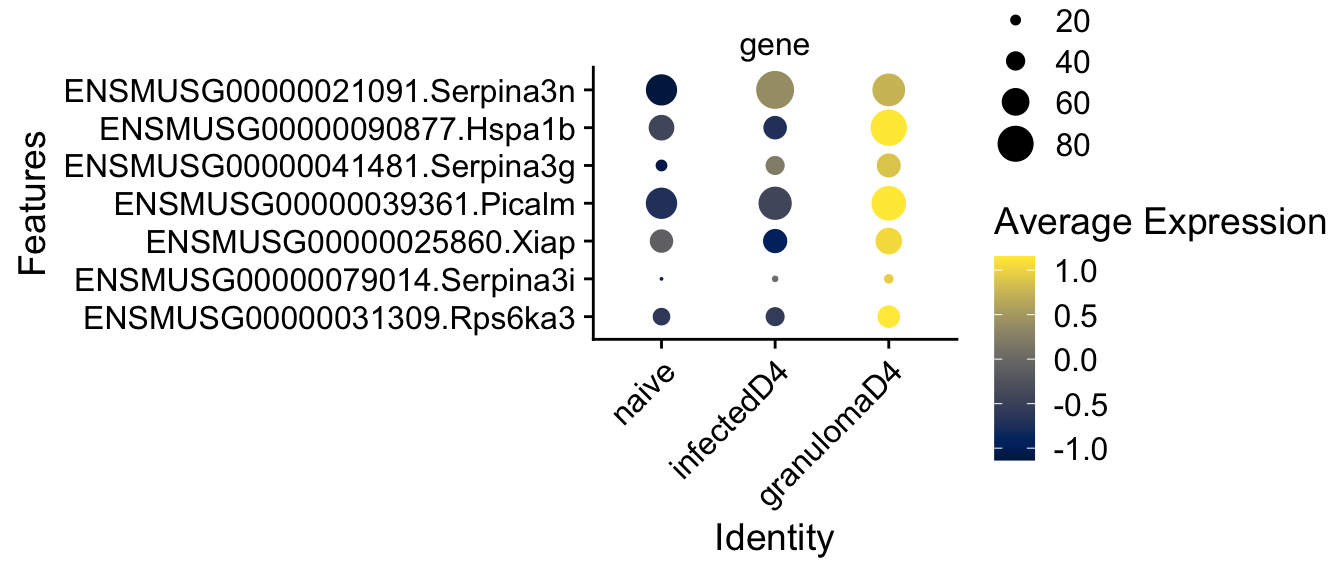 gene
Features
ENSMUSG00000021091.Serpina3n
ENSMUSG00000090877.Hspa1b
ENSMUSG00000041481.Serpina3g
ENSMUSG00000039361.Picalm
ENSMUSG00000025860.Xiap
ENSMUSG00000079014.Serpina3i
ENSMUSG00000031309.Rps6ka3
naive
infectedD4
granulomaD4
Identity
20
40
60
80
Average Expression
1.0
0.5
0.0
-0.5
-1.0